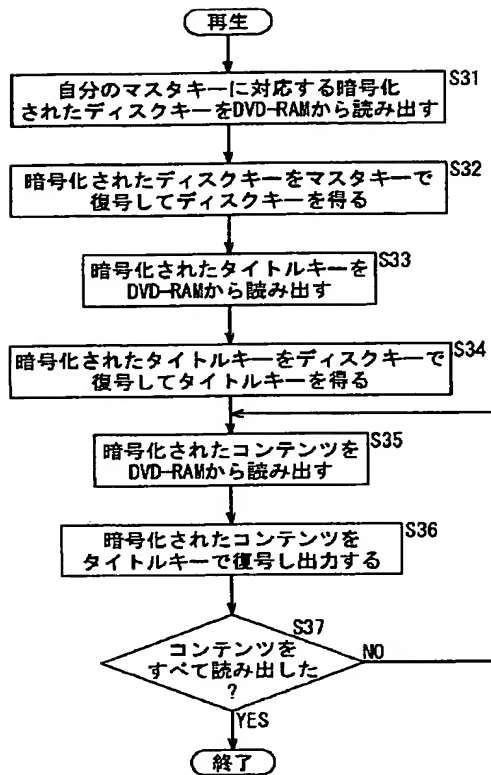 再生
S31
自分のマスタキーに対応する暗号化
されたディスクキーをDVD-RAMから読み出す
S32
暗号化されたディスクキーをマスタキーで
復号してディスクキーを得る
S33
暗号化されたタイトルキーを
DVD-RAMから読み出す
S34
暗号化されたタイトルキーをディスクキーで
復号してタイトルキーを得る
S35
暗号化されたコンテンツを
DVD-RAMから読み出す
S36
暗号化されたコンテンツを
タイトルキーで復号し出力する
S37
コンテンツを
すべて読み出した
?
NO
YES
終了